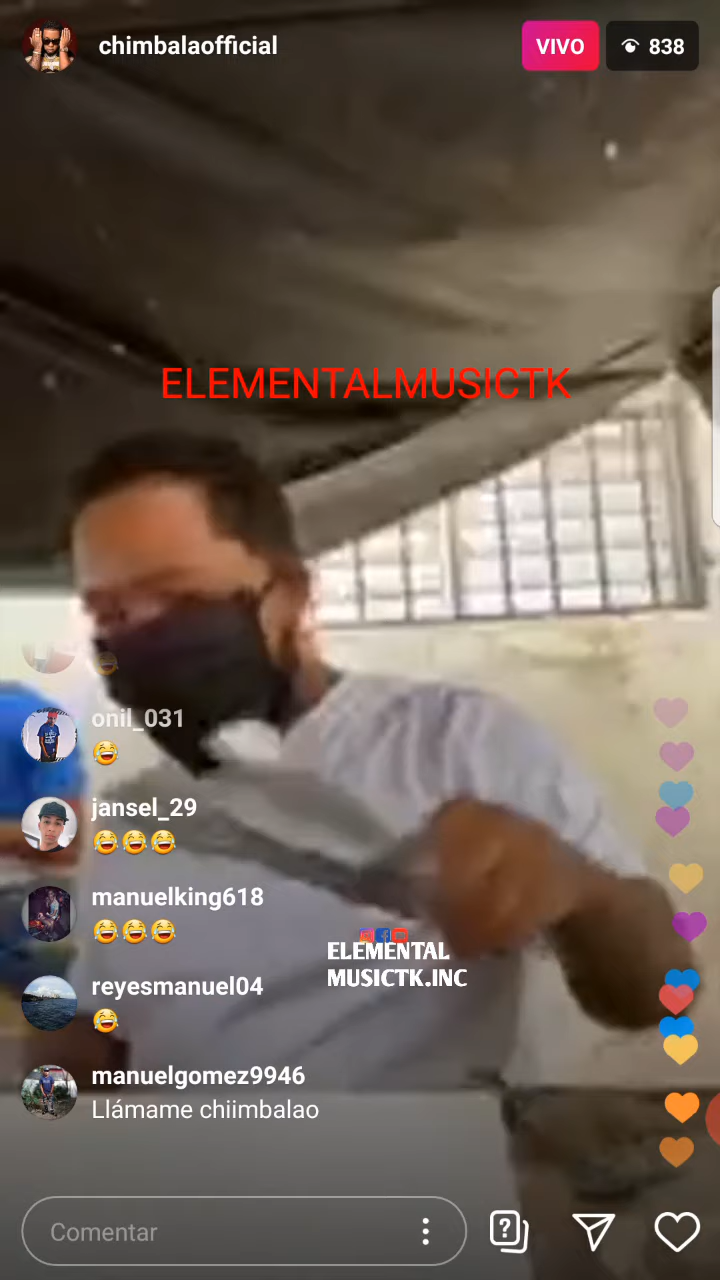 chimbalaofficial
VIVO
838
ELEMENTALMUSICTK
onil_031
😂
jansel_29
😂😂😂
manuelking618
😂😂😂
ELEMENTAL
MUSICTK.INC
reyesmanuel04
😂
manuelgomez9946
Llámame chiimbalao
Comentar